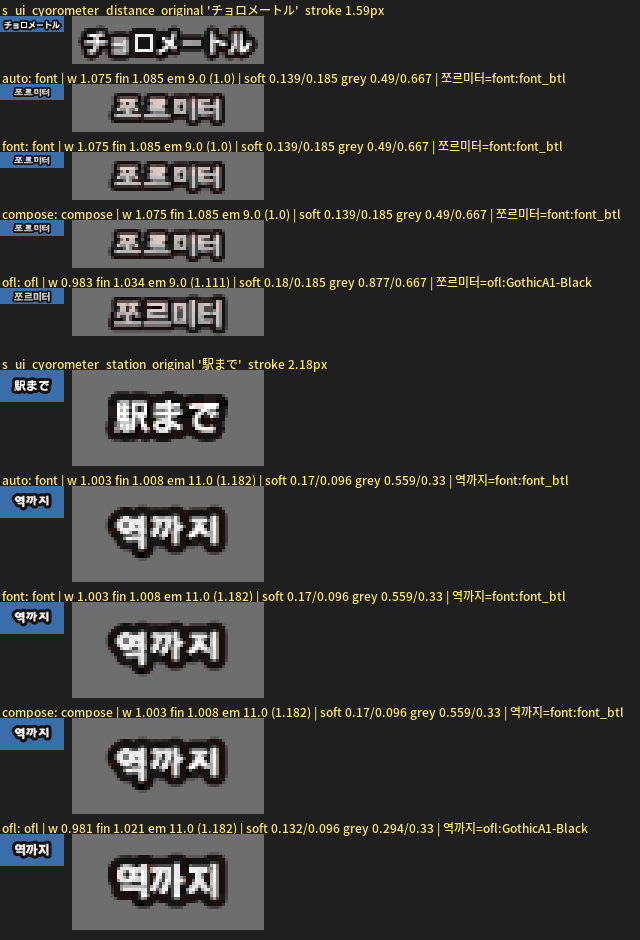 s_ui_cyorometer_distance_original 'チョロメートル' stroke 1.59px
チョロメートル チョロメートル
auto: font | w 1.075 fin 1.085 em 9.0 (1.0) | soft 0.139/0.185 grey 0.49/0.667 | 쪼르미터=font:font_btl
쪼르미터 쪼르미터
font: font | w 1.075 fin 1.085 em 9.0 (1.0) | soft 0.139/0.185 grey 0.49/0.667 | 쪼르미터=font:font_btl
쪼르미터 쪼르미터
compose: compose | w 1.075 fin 1.085 em 9.0 (1.0) | soft 0.139/0.185 grey 0.49/0.667 | 쪼르미터=font:font_btl
쪼르미터 쪼르미터
ofl: ofl | w 0.983 fin 1.034 em 9.0 (1.111) | soft 0.18/0.185 grey 0.877/0.667 | 쪼르미터=ofl:GothicA1-Black
쪼르미터 쪼르미터
s_ui_cyorometer_station_original '駅まで' stroke 2.18px
駅まで 駅まで
auto: font | w 1.003 fin 1.008 em 11.0 (1.182) | soft 0.17/0.096 grey 0.559/0.33 | 역까지=font:font_btl
역까지 역까지
font: font | w 1.003 fin 1.008 em 11.0 (1.182) | soft 0.17/0.096 grey 0.559/0.33 | 역까지=font:font_btl
역까지 역까지
compose: compose | w 1.003 fin 1.008 em 11.0 (1.182) | soft 0.17/0.096 grey 0.559/0.33 | 역까지=font:font_btl
역까지 역까지
ofl: ofl | w 0.981 fin 1.021 em 11.0 (1.182) | soft 0.132/0.096 grey 0.294/0.33 | 역까지=ofl:GothicA1-Black
역까지 역까지